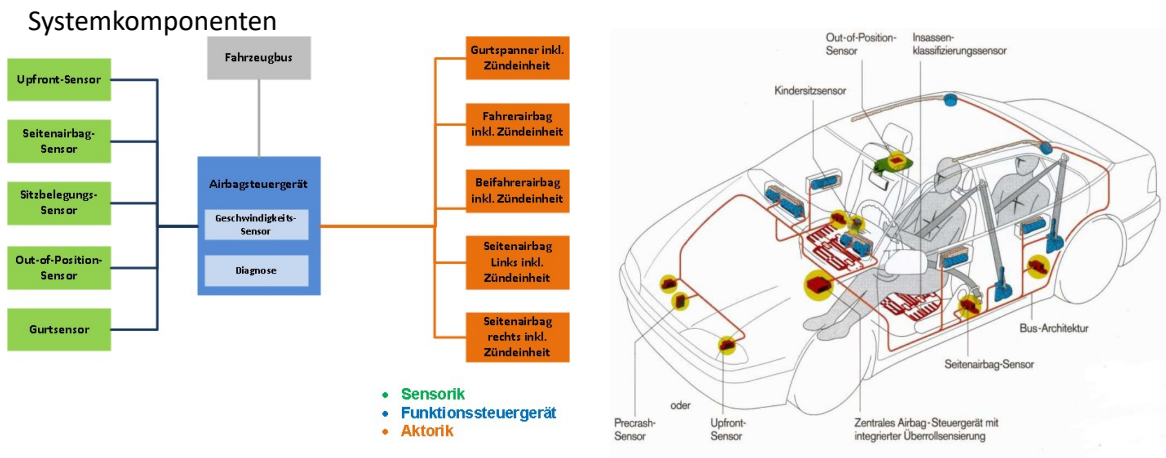 Systemkomponenten
Fahrzeugbus
Upfront-Sensor
Seitenairbag-
Sensor
Sitzbelegungs-
Sensor
Out-of-Position-
Sensor
Gurtsensor
Airbagsteuergerät
Geschwindigkeits-
Sensor
Diagnose
Gurtspanner inkl.
Zündeinheit
Fahrerairbag
inkl. Zündeinheit
Beifahrerairbag
inkl. Zündeinheit
Seitenairbag
Links inkl.
Zündeinheit
Seitenairbag
rechts inkl.
Zündeinheit
• Sensorik
• Funktionssteuergerät
• Aktorik
Out-of-Position-
Sensor
Insassen-
klassifizierungssensor
Kindersitzsensor
Bus-Architektur
Seitenairbag-Sensor
oder
Precrash-
Sensor
Upfront-
Sensor
Zentrales Airbag-Steuergerät mit
integrierter Überrollsensierung